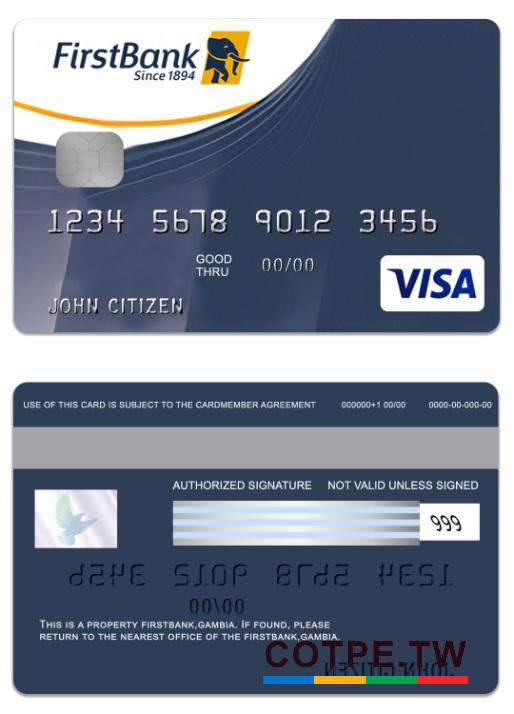 FirstBank
Since 1894
1234 5678 9012 3456
GOOD
THRU
00/00
VISA
JOHN CITIZEN
USE OF THIS CARD IS SUBJECT TO THE CARDMEMBER AGREEMENT 000000+1 00/00 0000-00-000-00
AUTHORIZED SIGNATURE NOT VALID UNLESS SIGNED
999
1234 5678 9012 3456
00/00
THIS IS A PROPERTY FIRSTBANK,GAMBIA. IF FOUND, PLEASE
RETURN TO THE NEAREST OFFICE OF THE FIRSTBANK,GAMBIA.
COTPE.TW
JOHN CITIZEN